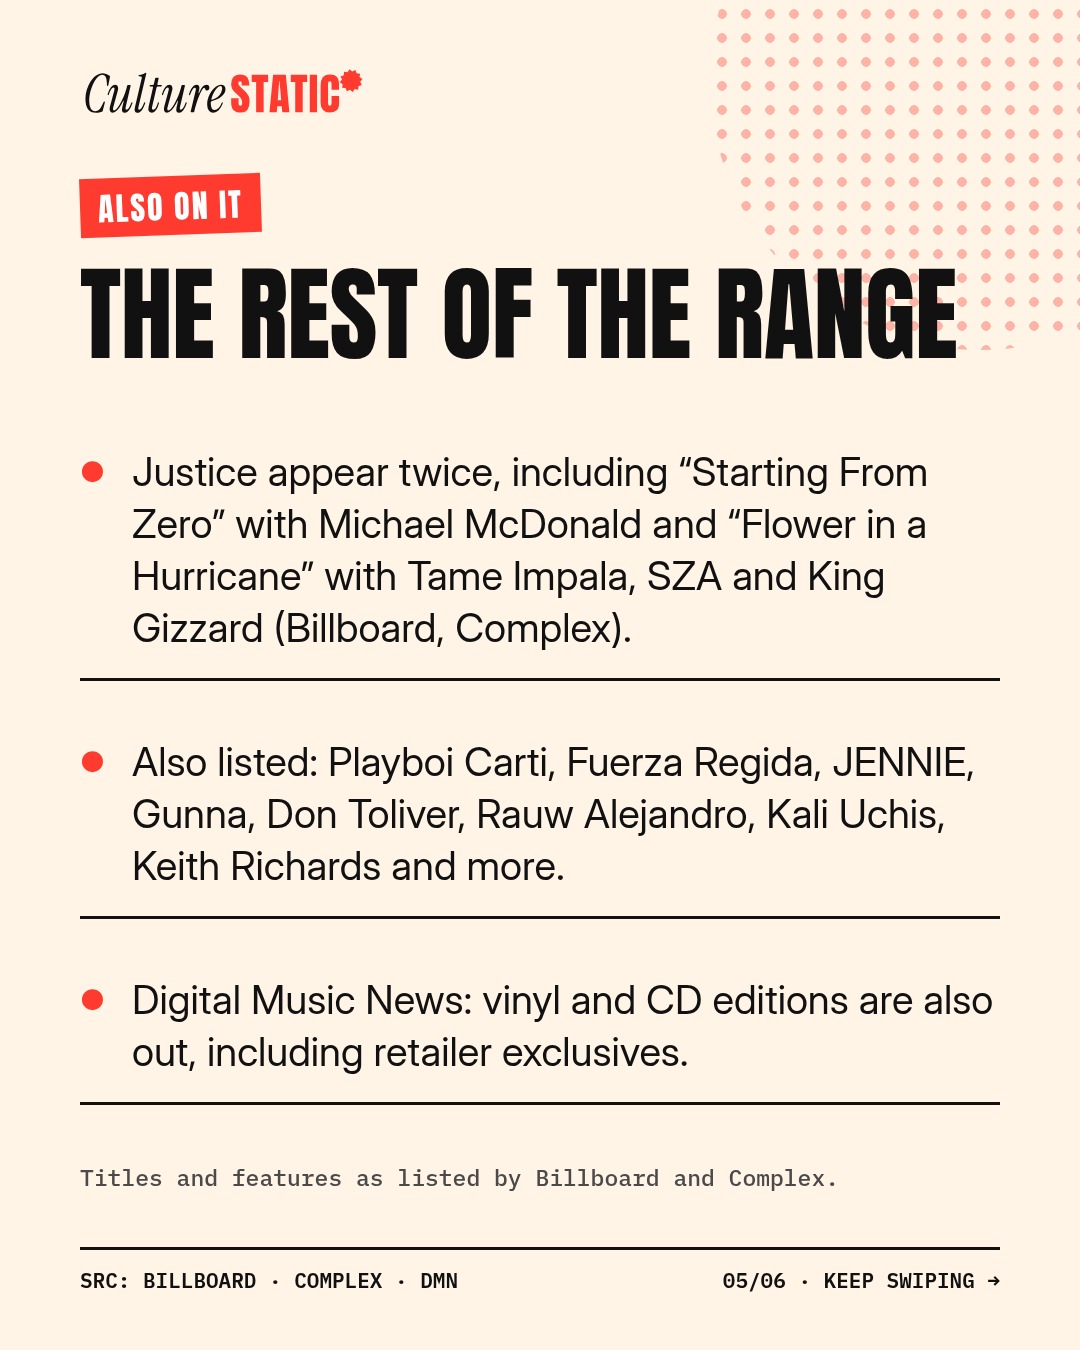 Culture STATIC
ALSO ON IT
THE REST OF THE RANGE
Justice appear twice, including “Starting From
Zero” with Michael McDonald and “Flower in a
Hurricane” with Tame Impala, SZA and King
Gizzard (Billboard, Complex).
Also listed: Playboi Carti, Fuerza Regida, JENNIE,
Gunna, Don Toliver, Rauw Alejandro, Kali Uchis,
Keith Richards and more.
Digital Music News: vinyl and CD editions are also
out, including retailer exclusives.
Titles and features as listed by Billboard and Complex.
SRC: BILLBOARD · COMPLEX · DMN
05/06 · KEEP SWIPING →